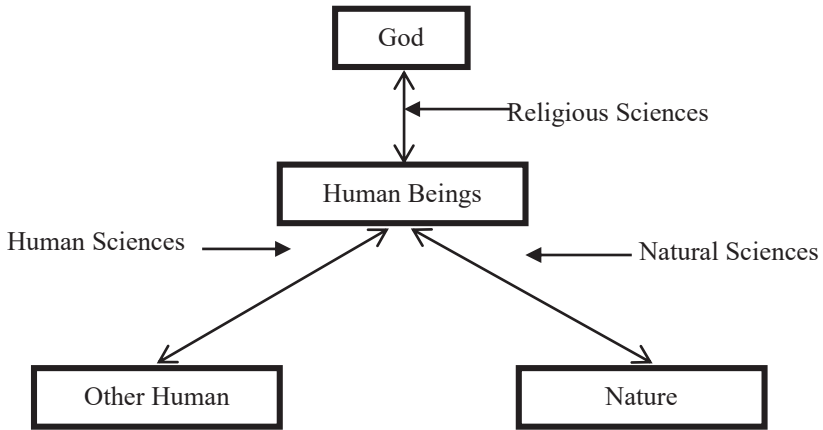 God
Religious Sciences
Human Beings
Human Sciences
Natural Sciences
Other Human
Nature